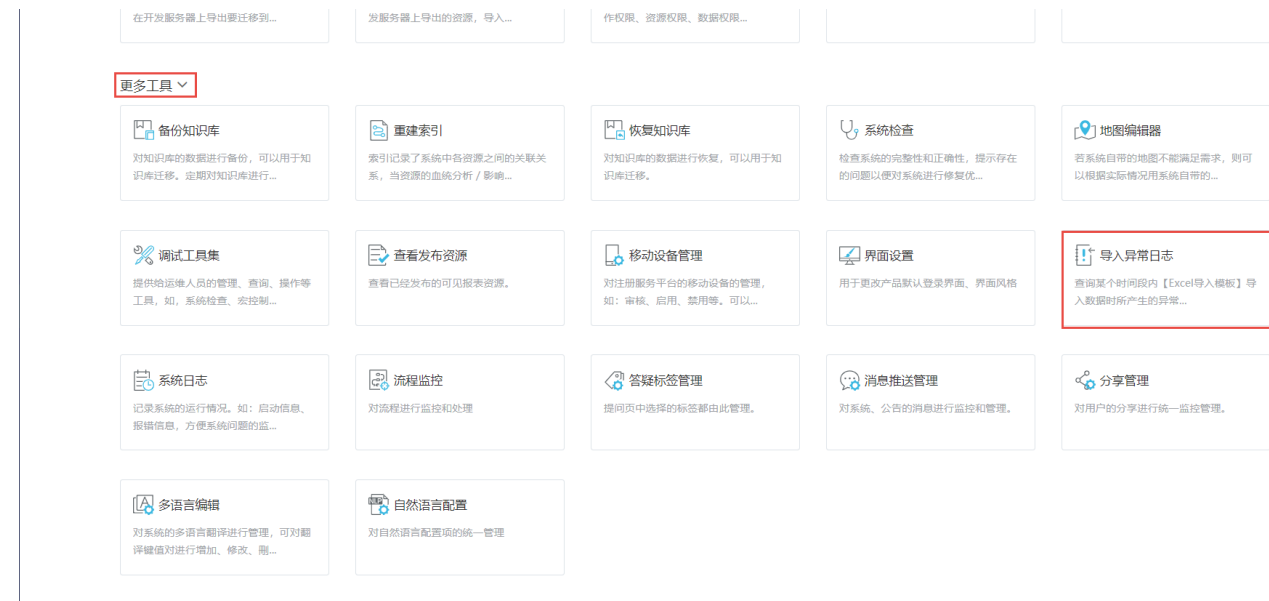 在开发服务器上导出要迁移到...
发服务器上导出的资源，导入...
作权限、资源权限、数据权限...
更多工具
备份知识库
对知识库的数据进行备份，可以用于知
识库迁移。定期对知识库进行...
重建索引
索引记录了系统中各资源之间的关联关
系，当资源的血统分析 / 影响...
恢复知识库
对知识库的数据进行恢复，可以用于知
识库迁移。
系统检查
检查系统的完整性和正确性，提示存在
的问题以便对系统进行修复优...
地图编辑器
若系统自带的地图不能满足需求，则可
以根据实际情况用系统自带的...
调试工具集
提供给运维人员的管理、查询、操作等
工具，如，系统检查、宏控制...
查看发布资源
查看已经发布的可见报表资源。
移动设备管理
对注册服务平台的移动设备的管理，
如：审核、启用、禁用等。可以...
界面设置
用于更改产品默认登录界面、界面风格
导入异常日志
查询某个时间段内【Excel导入模板】导
入数据时所产生的异常...
系统日志
记录系统的运行情况。如：启动信息、
报错信息，方便系统问题的监...
流程监控
对流程进行监控和处理
答疑标签管理
提问页中选择的标签都由此管理。
消息推送管理
对系统、公告的消息进行监控和管理。
分享管理
对用户的分享进行统一监控管理。
多语言编辑
对系统的多语言翻译进行管理，可对翻
译键值对进行增加、修改、删...
NLP
自然语言配置
对自然语言配置项的统一管理